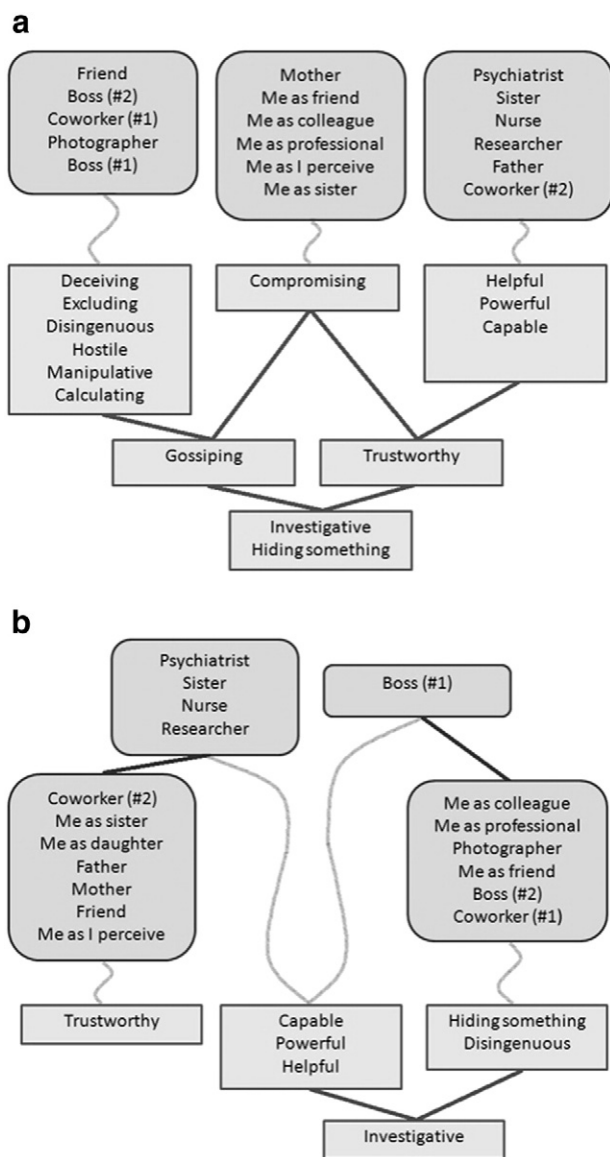 a
Friend
Boss (#2)
Coworker (#1)
Photographer
Boss (#1)
Mother
Me as friend
Me as colleague
Me as professional
Me as I perceive
Me as sister
Psychiatrist
Sister
Nurse
Researcher
Father
Coworker (#2)
Deceiving
Excluding
Disingenuous
Hostile
Manipulative
Calculating
Compromising
Helpful
Powerful
Capable
Gossiping
Trustworthy
Investigative
Hiding something
b
Psychiatrist
Sister
Nurse
Researcher
Boss (#1)
Coworker (#2)
Me as sister
Me as daughter
Father
Mother
Friend
Me as I perceive
Me as colleague
Me as professional
Photographer
Me as friend
Boss (#2)
Coworker (#1)
Trustworthy
Capable
Powerful
Helpful
Hiding something
Disingenuous
Investigative